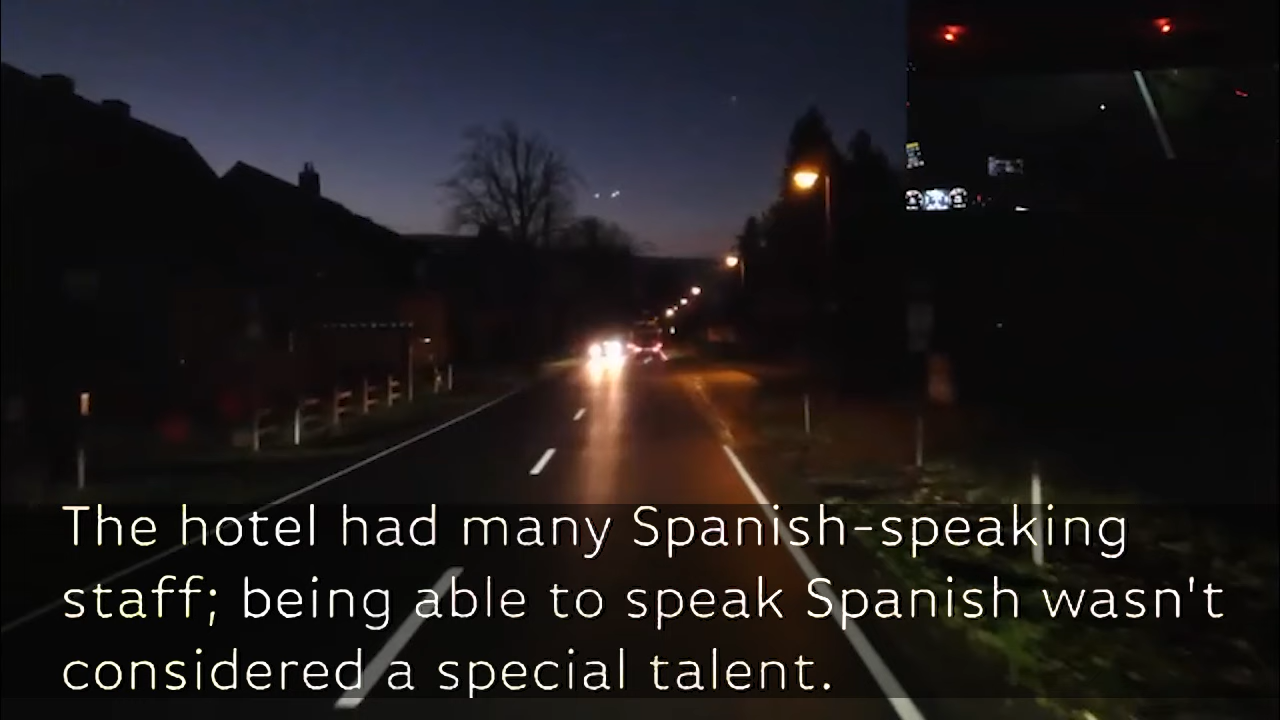 The hotel had many Spanish-speaking
staff; being able to speak Spanish wasn't
considered a special talent.